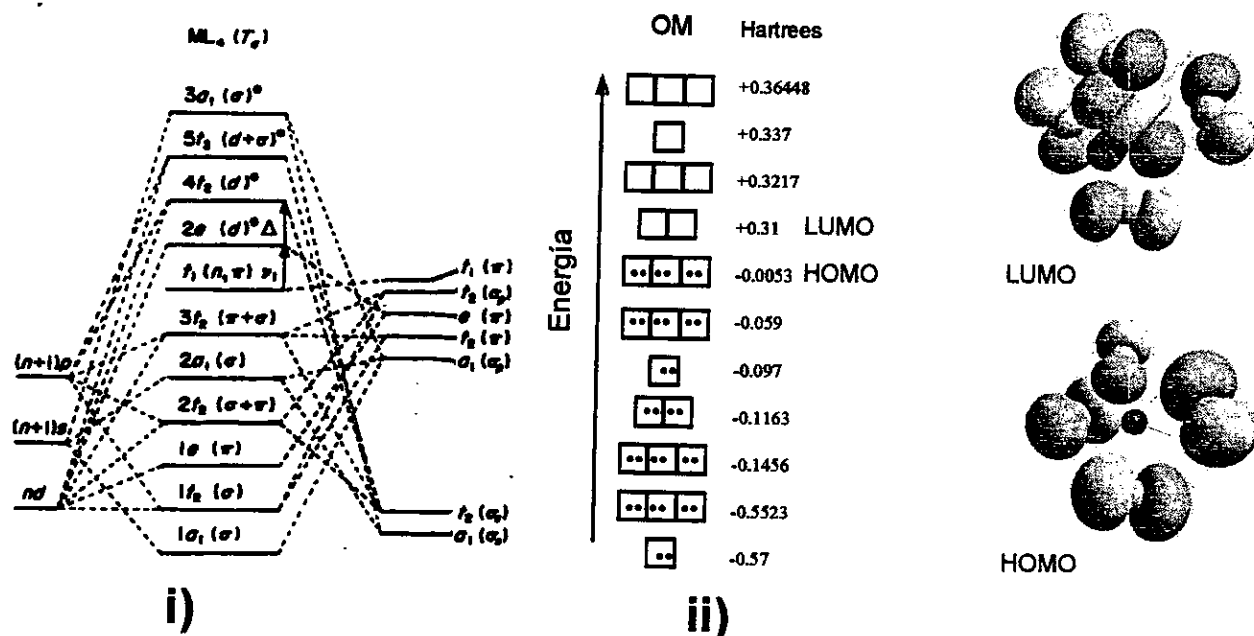 ML₄ (T_d)
3a₁ (σ)*
5t₂ (d+σ)*
4t₂ (d)*
2e (d)* Δ
t₁ (n,π) ν₁
3t₂ (π+σ)
2a₁ (σ)
2t₂ (σ+π)
1e (π)
1t₂ (σ)
1a₁ (σ)
(n+1)p
(n+1)s
nd
t₁ (π)
t₂ (σₚ)
e (π)
t₂ (π)
a₁ (σₚ)
t₂ (σₛ)
a₁ (σₛ)
i)
OM Hartrees
Energía
+0.36448
+0.337
+0.3217
+0.31 LUMO
-0.0053 HOMO
-0.059
-0.097
-0.1163
-0.1456
-0.5523
-0.57
ii)
LUMO
HOMO